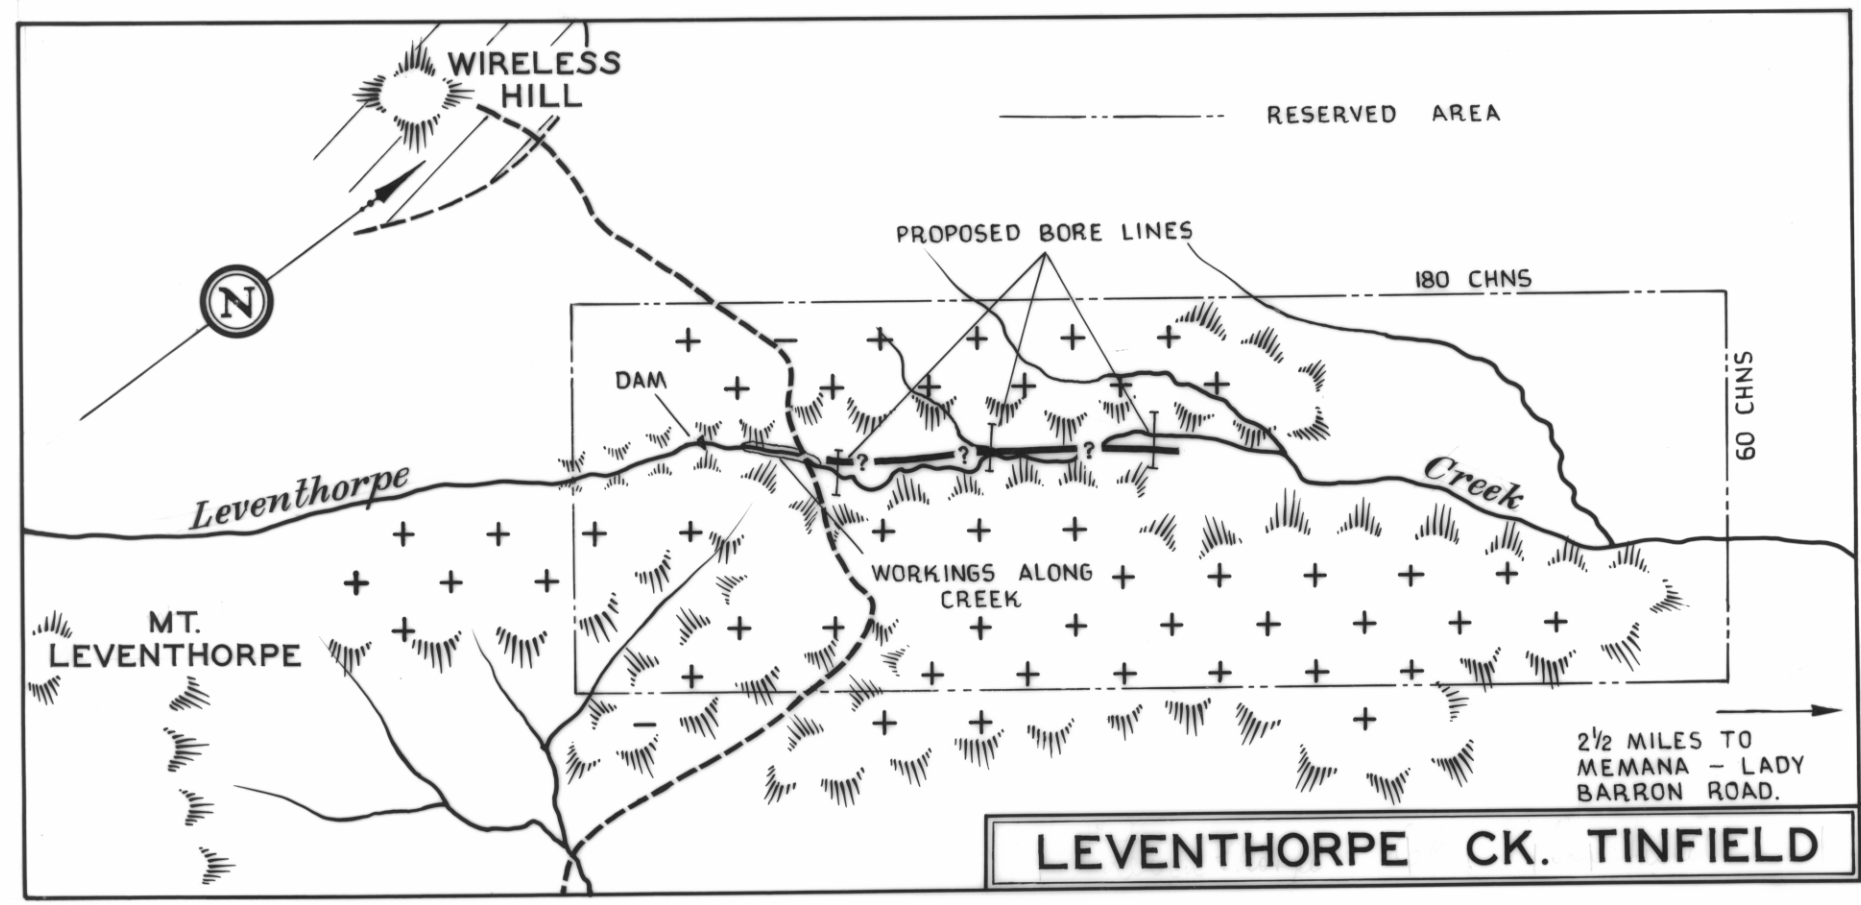 WIRELESS
HILL
RESERVED AREA
PROPOSED BORE LINES
180 CHNS
N
60 CHNS
DAM
?
?
?
Leventhorpe
Creek
WORKINGS ALONG
CREEK
MT.
LEVENTHORPE
2½ MILES TO
MEMANA – LADY
BARRON ROAD.
LEVENTHORPE CK. TINFIELD